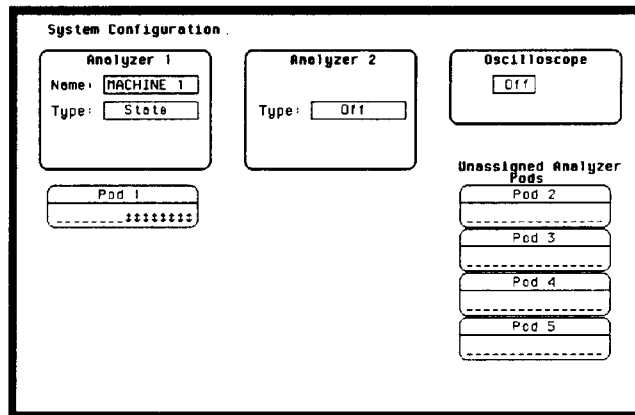 System Configuration
Analyzer 1
Name: MACHINE 1
Type: State
Analyzer 2
Type: Off
Oscilloscope
Off
Pod 1
--------‡‡‡‡‡‡‡‡
Unassigned Analyzer
Pods
Pod 2
----------------
Pod 3
----------------
Pod 4
----------------
Pod 5
----------------